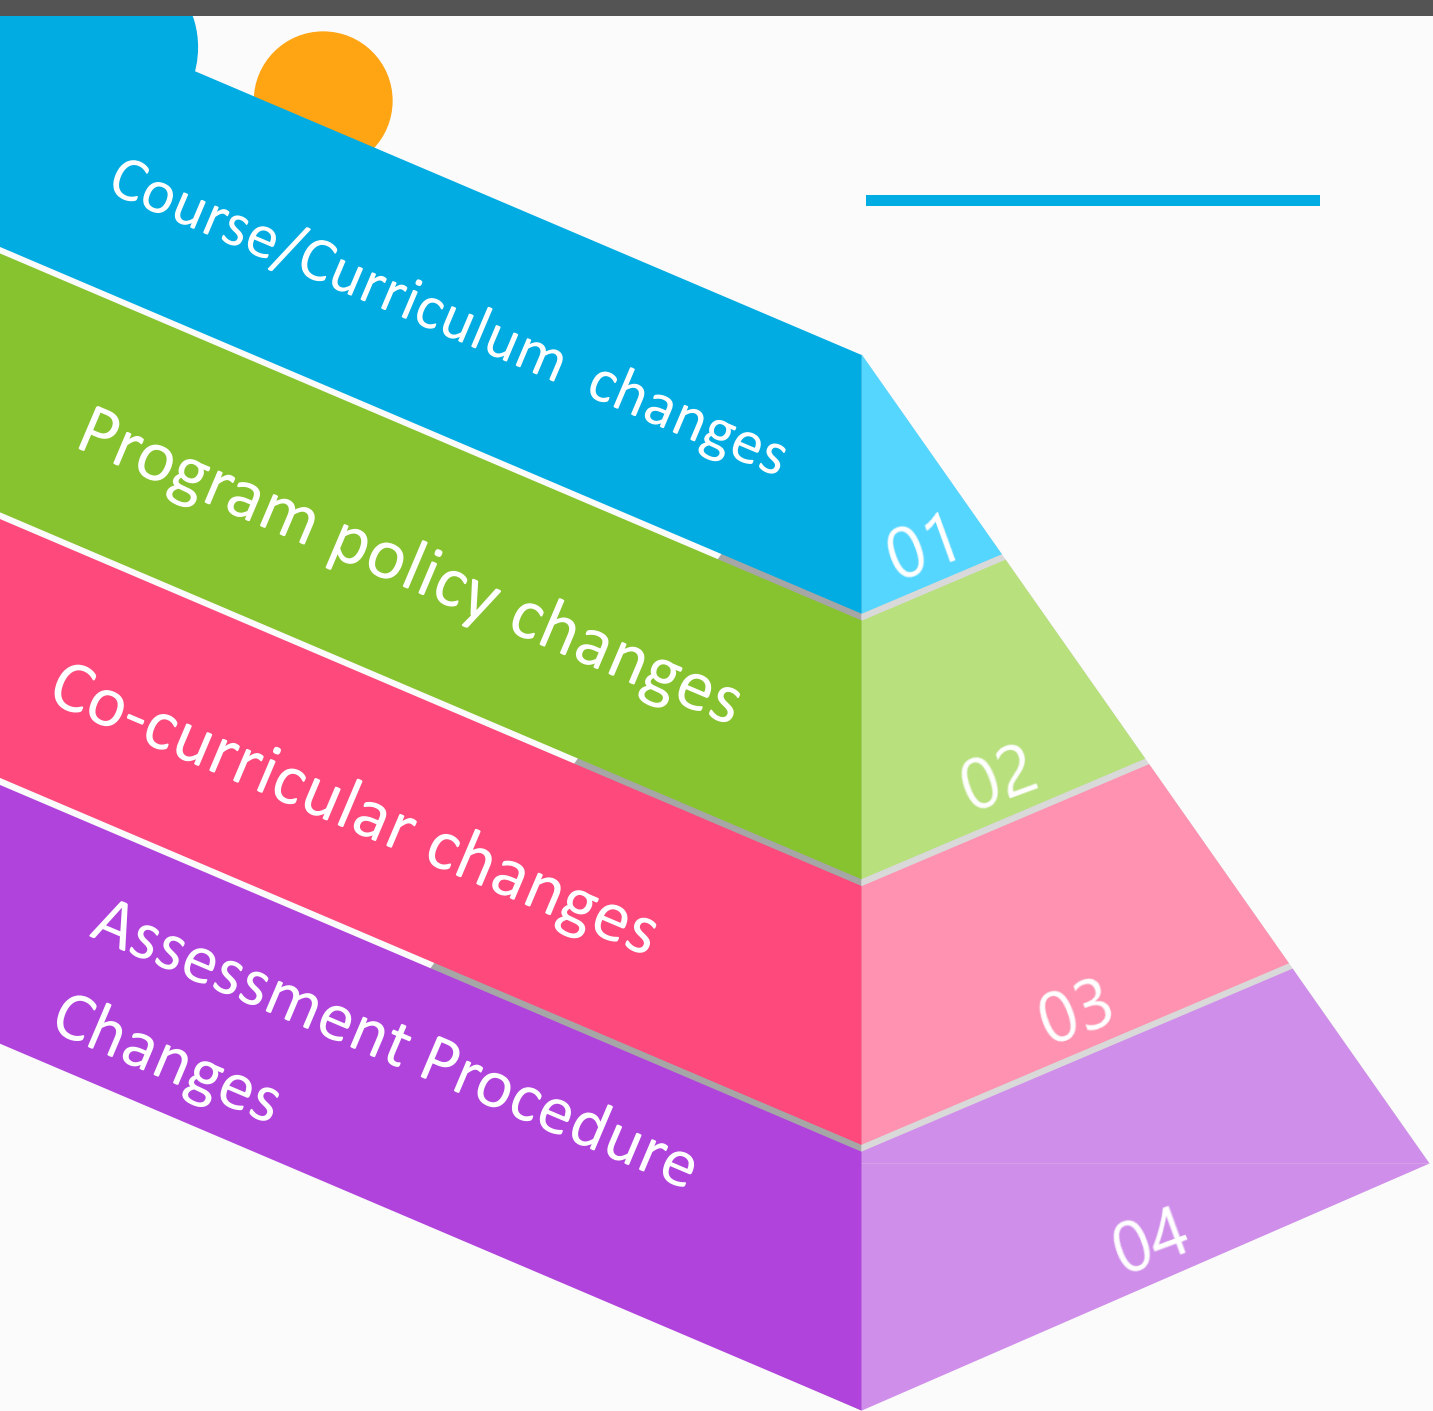 Course/Curriculum changes
01
Program policy changes
02
Co-curricular changes
03
Assessment Procedure
Changes
04